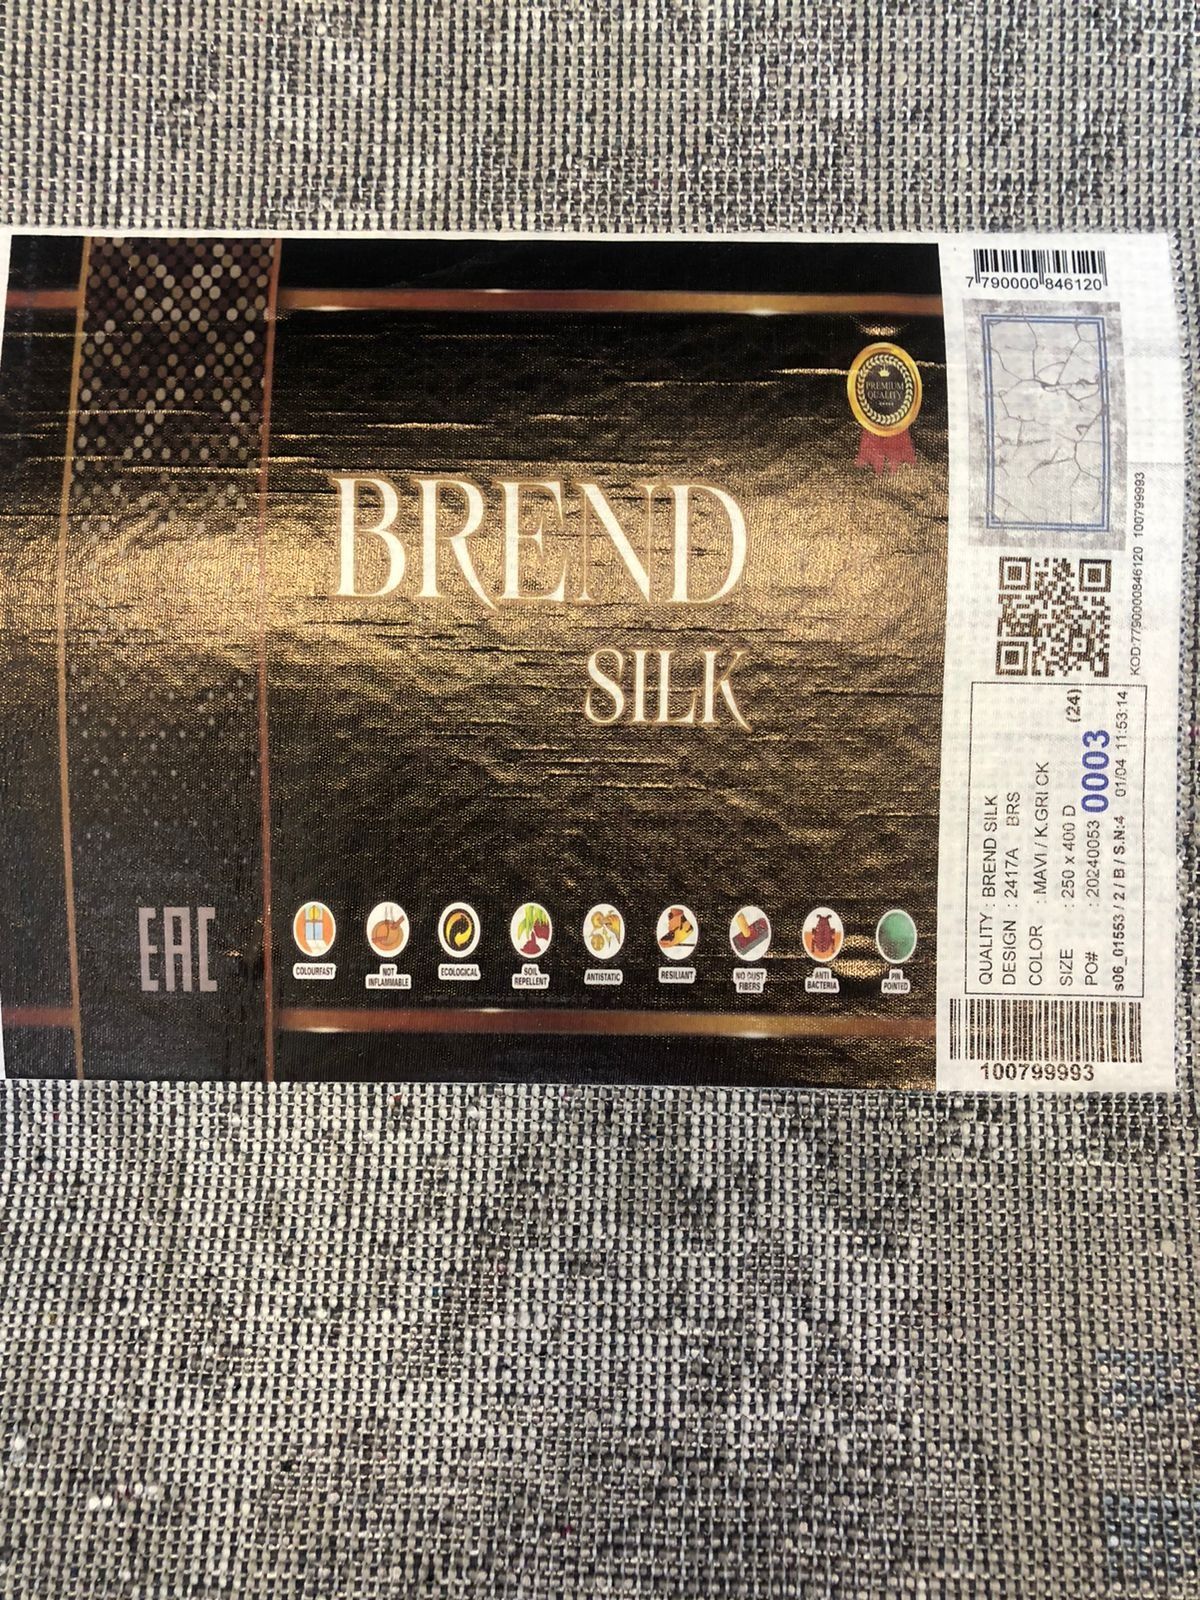 PREMIUM
QUALITY
BREND
SILK
EAC
COLOURFAST
NOT
INFLAMMABLE
ECOLOGICAL
SOIL
REPELLENT
ANTISTATIC
RESILIANT
NO DUST
FIBERS
ANTI
BACTERIA
PIN
POINTED
7 790000 846120
KOD:7790000846120 100799993
QUALITY : BREND SILK
DESIGN : 2417A BRS
COLOR : MAVI / K.GRI CK
SIZE : 250 x 400 D (24)
PO# : 20240053 0003
s06_01553 / 2 / B / S.N:4 01/04 11:53:14
100799993